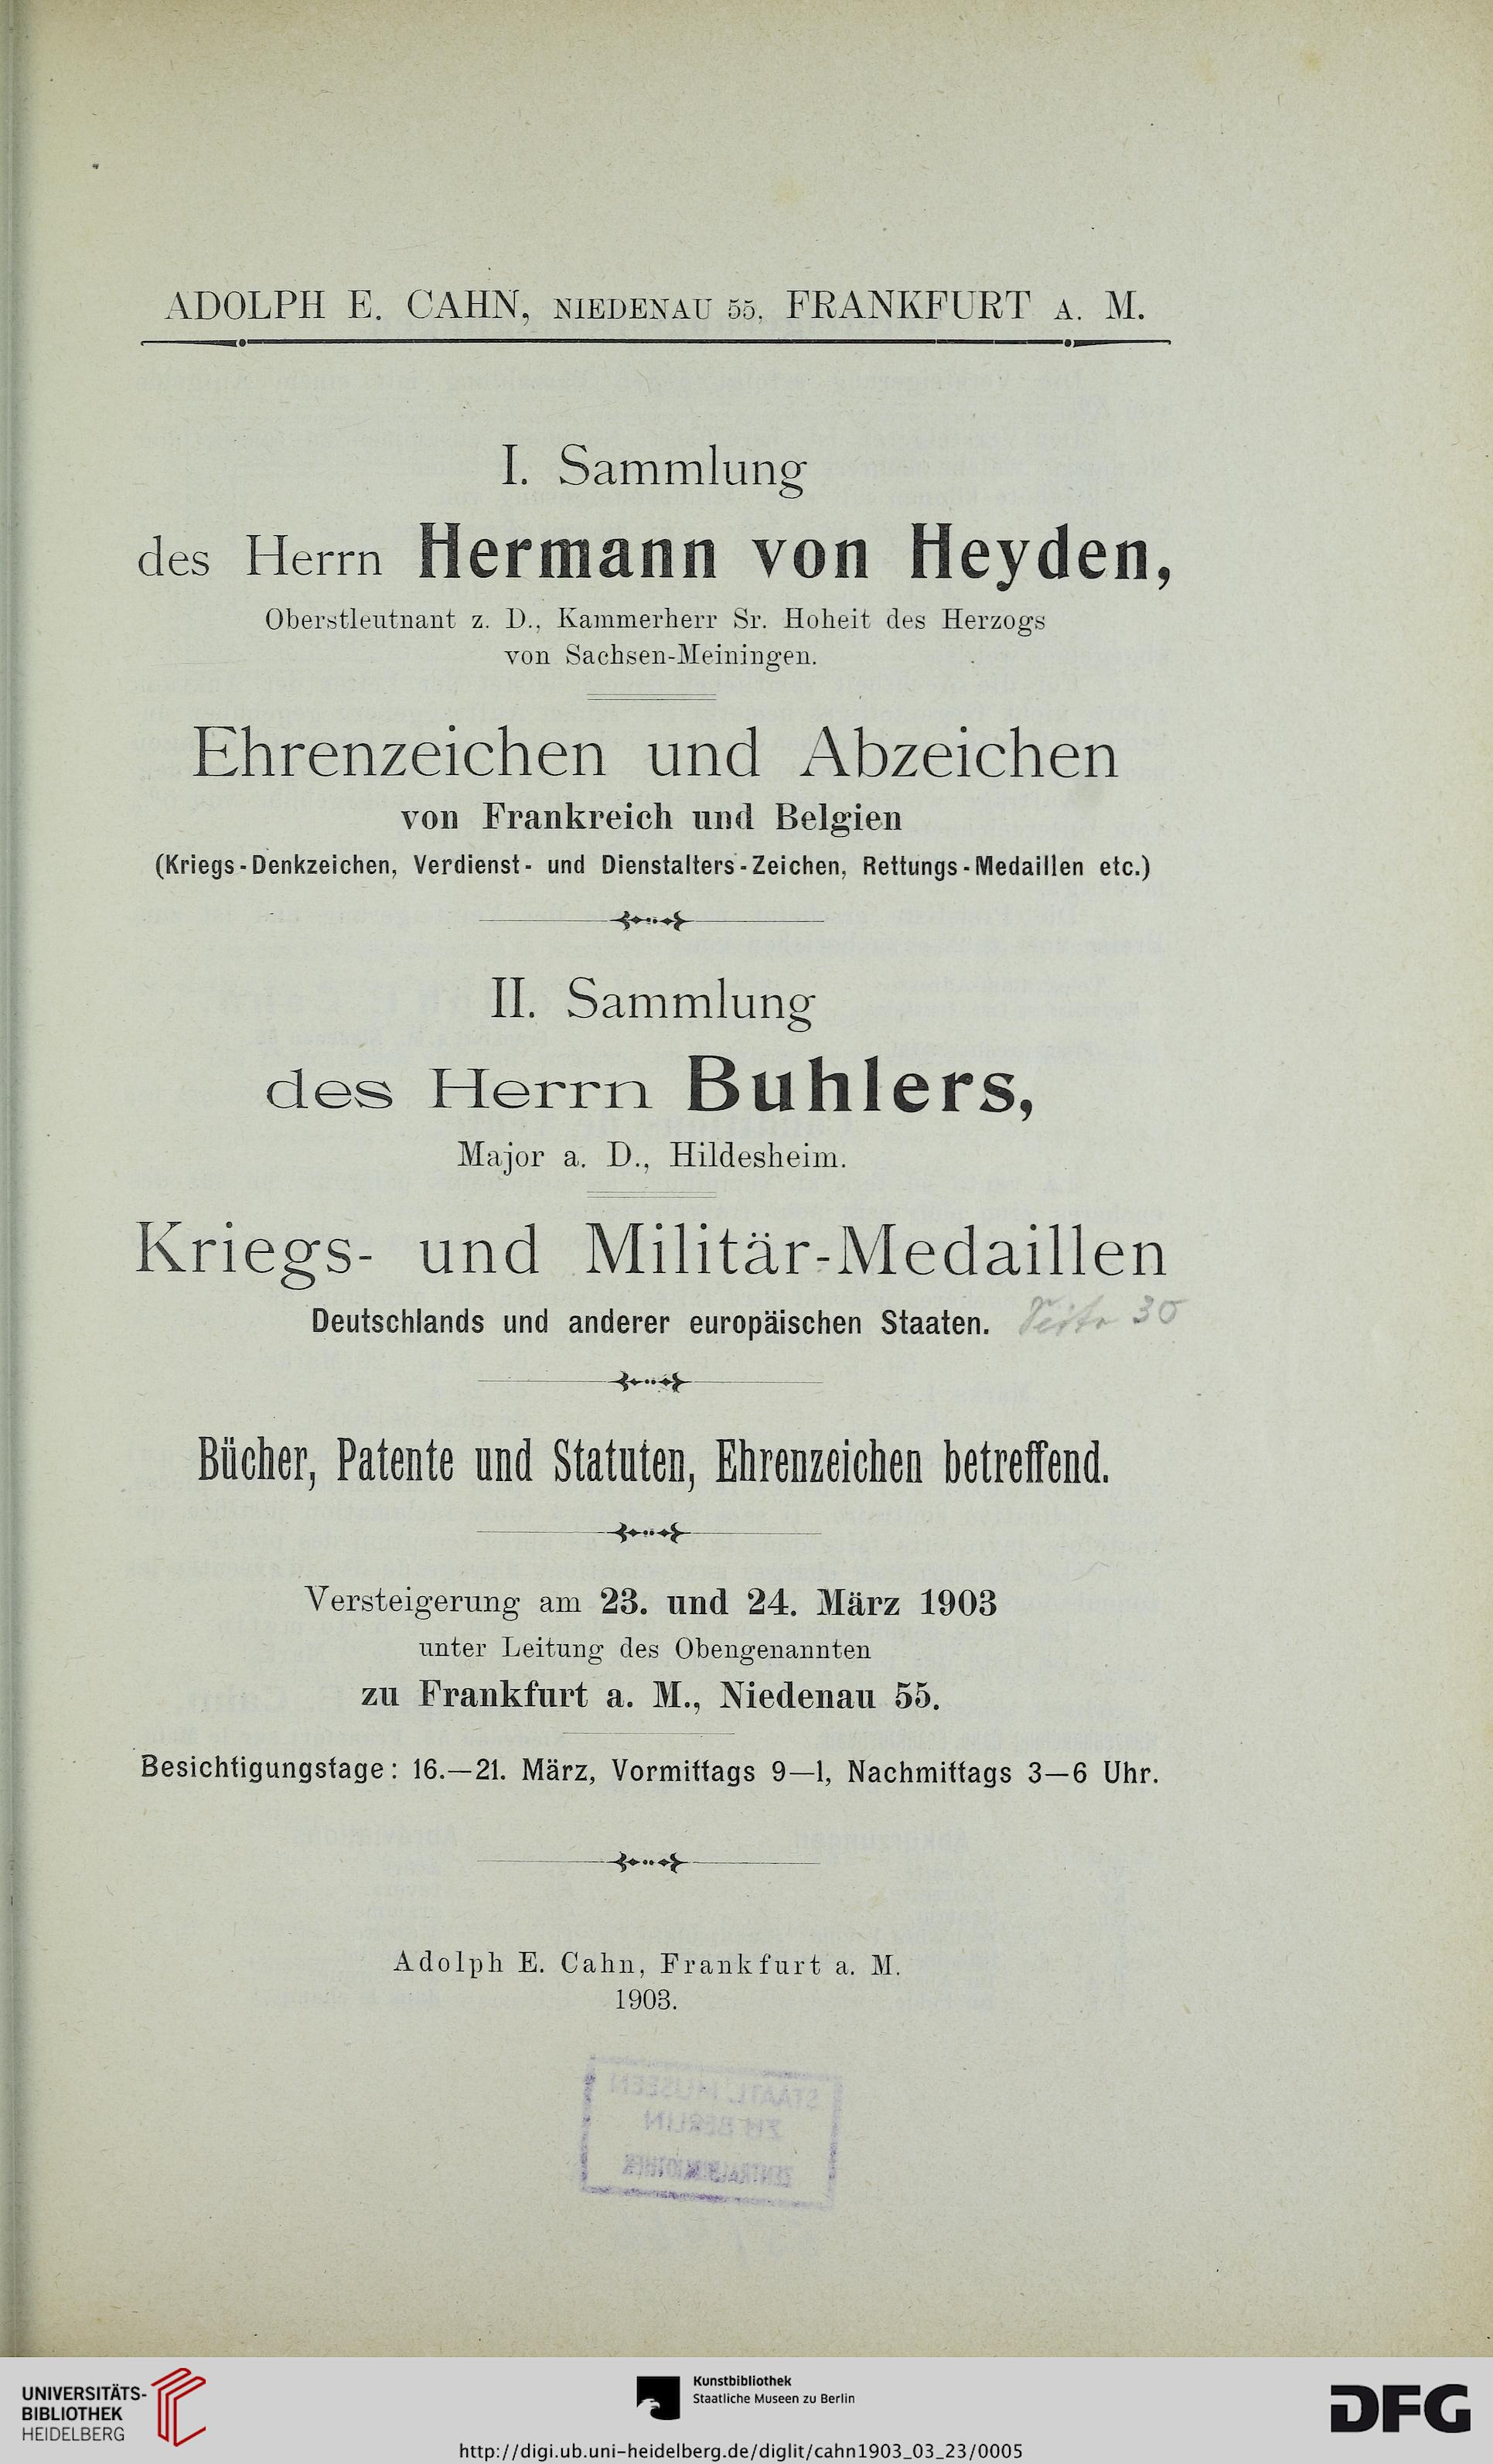 ADOLPH E. CAHN, NIEDENAU 55, FRANKFURT A. M.
I. Sammlung
des Herrn Hermann von Heyden,
Oberstleutnant z. D., Kammerherr Sr. Hoheit des Herzogs
von Sachsen-Meiningen.
Ehrenzeichen und Abzeichen
von Frankreich und Belgien
(Kriegs-Denkzeichen, Verdienst- und Dienstalters-Zeichen, Rettungs-Medaillen etc.)
II. Sammlung
des Herrn Buhlers,
Major a. D., Hildesheim.
Kriegs- und Militär-Medaillen
Deutschlands und anderer europäischen Staaten. Seite 30
Bücher, Patente und Statuten, Ehrenzeichen betreffend.
Versteigerung am 23. und 24. März 1903
unter Leitung des Obengenannten
zu Frankfurt a. M., Niedenau 55.
Besichtigungstage: 16.—21. März, Vormittags 9—1, Nachmittags 3—6 Uhr.
Adolph E. Cahn, Frankfurt a. M.
1903.
STAATL. MUSEEN
ZU BERLIN
ZENTRALBIBLIOTHEK
UNIVERSITÄTS-
BIBLIOTHEK
HEIDELBERG
Kunstbibliothek
Staatliche Museen zu Berlin
DFG
http://digi.ub.uni-heidelberg.de/diglit/cahn1903_03_23/0005